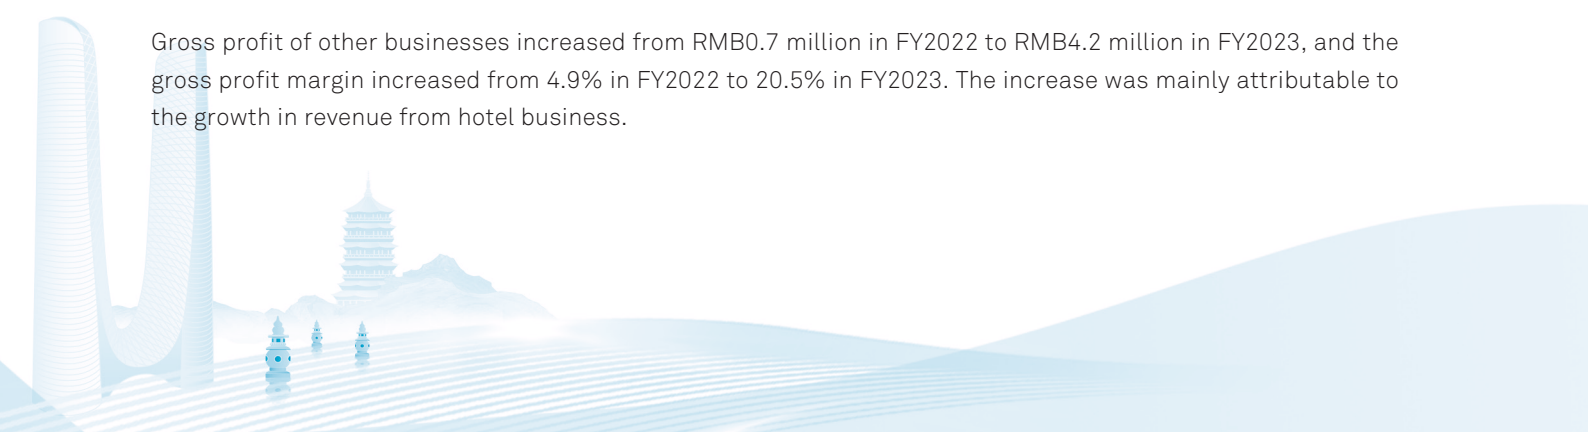 Gross profit of other businesses increased from RMB0.7 million in FY2022 to RMB4.2 million in FY2023, and the
gross profit margin increased from 4.9% in FY2022 to 20.5% in FY2023. The increase was mainly attributable to
the growth in revenue from hotel business.